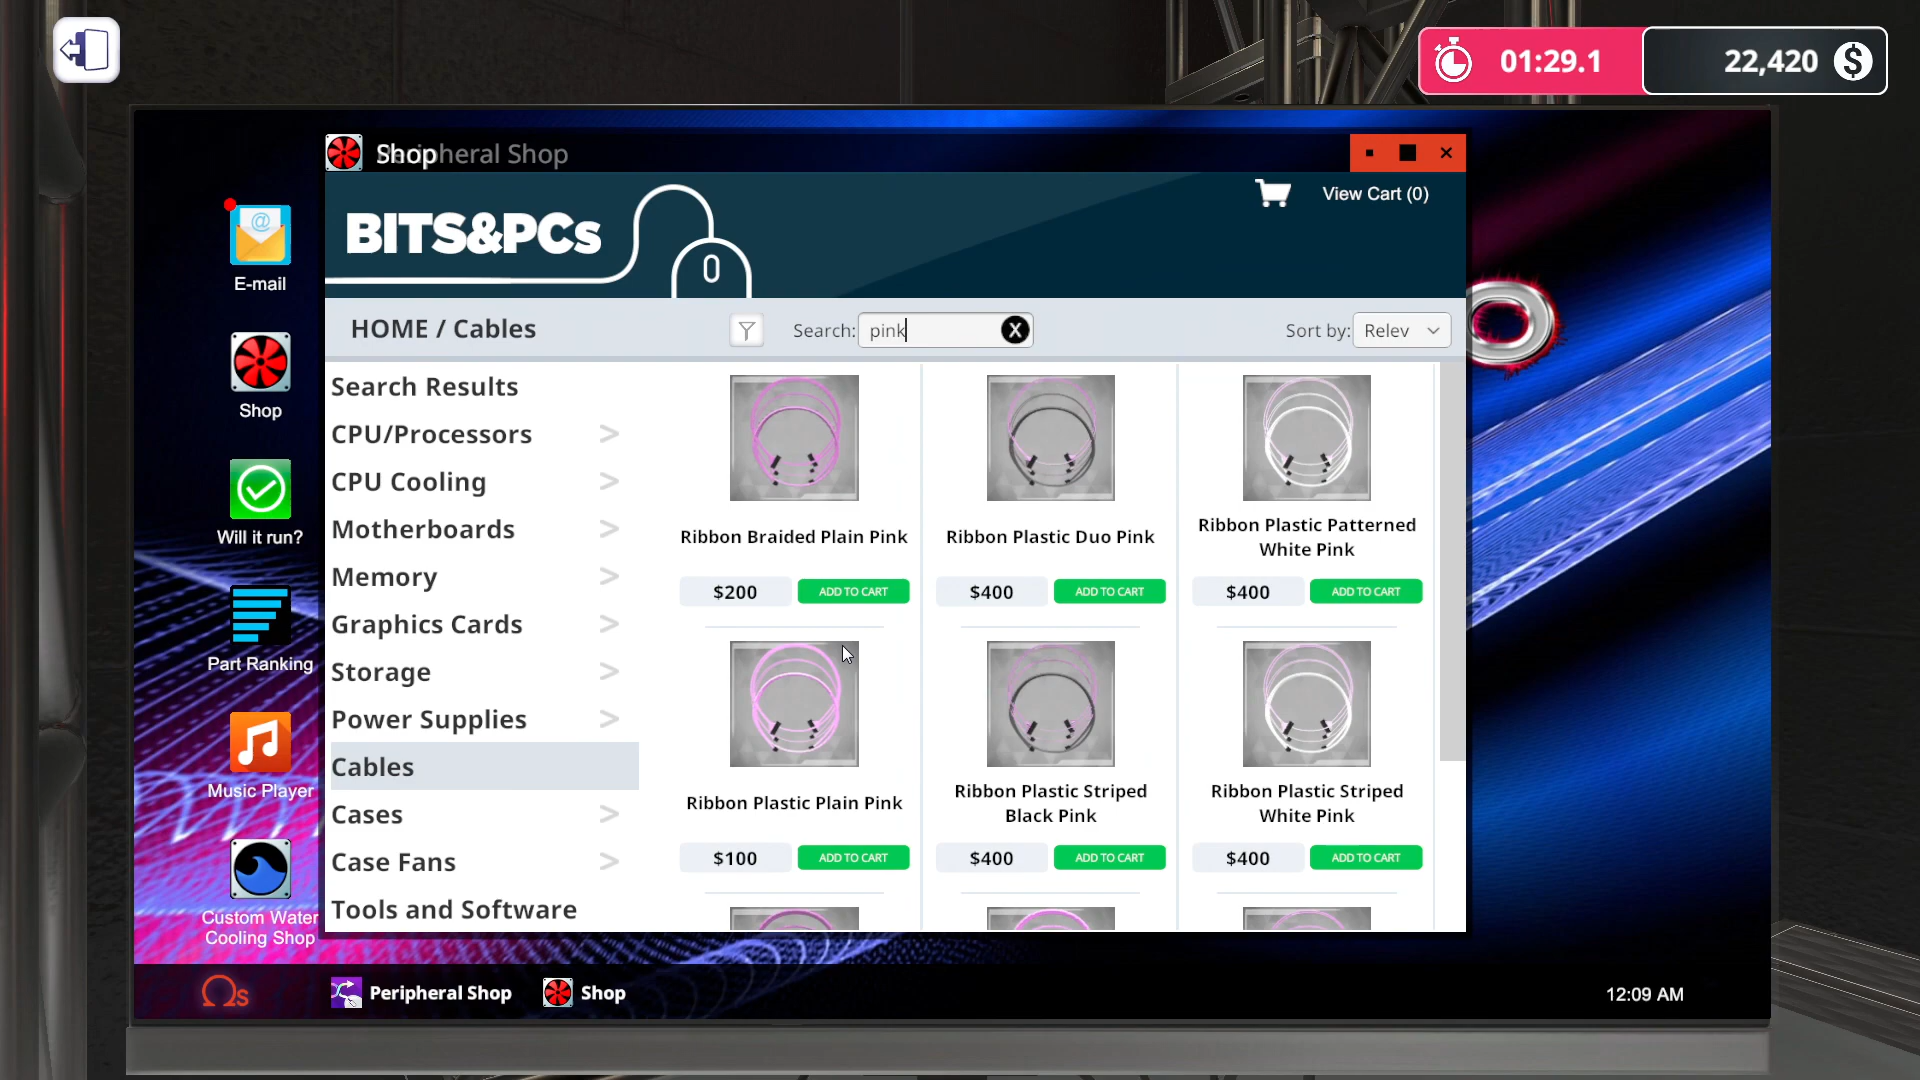 01:29.1
22,420
Shop
Peripheral Shop
BITS&PCs
View Cart (0)
HOME / Cables
Search:
pink
X
Sort by:
Relev
E-mail
Shop
Will it run?
Part Ranking
Music Player
Custom Water
Cooling Shop
Search Results
CPU/Processors
CPU Cooling
Motherboards
Memory
Graphics Cards
Storage
Power Supplies
Cables
Cases
Case Fans
Tools and Software
Ribbon Braided Plain Pink
$200
ADD TO CART
Ribbon Plastic Duo Pink
$400
ADD TO CART
Ribbon Plastic Patterned
White Pink
$400
ADD TO CART
Ribbon Plastic Plain Pink
$100
ADD TO CART
Ribbon Plastic Striped
Black Pink
$400
ADD TO CART
Ribbon Plastic Striped
White Pink
$400
ADD TO CART
Ωs
Peripheral Shop
Shop
12:09 AM